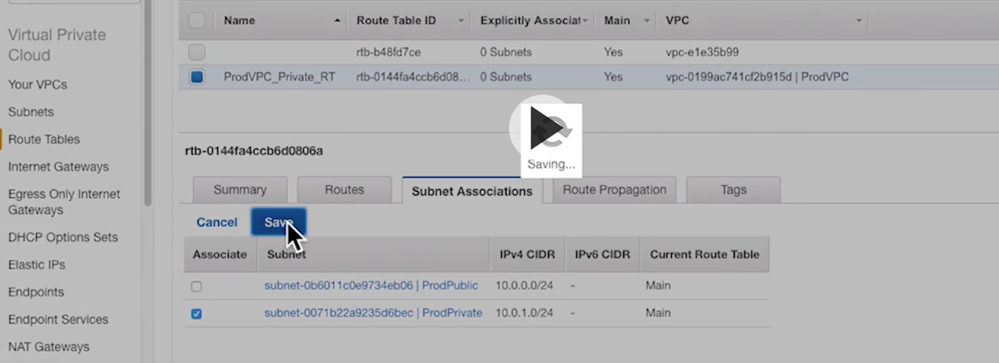 Name Route Table ID Explicitly Associat Main VPC
rtb-b48fd7ce 0 Subnets Yes vpc-e1e35b99
ProdVPC_Private_RT rtb-0144fa4ccb6d08... 0 Subnets Yes vpc-0199ac741cf2b915d | ProdVPC
Virtual Private
Cloud
Your VPCs
Subnets
Route Tables
Internet Gateways
Egress Only Internet
Gateways
DHCP Options Sets
Elastic IPs
Endpoints
Endpoint Services
NAT Gateways
Saving...
rtb-0144fa4ccb6d0806a
Summary Routes Subnet Associations Route Propagation Tags
Cancel Save
Associate Subnet IPv4 CIDR IPv6 CIDR Current Route Table
subnet-0b6011c0e9734eb06 | ProdPublic 10.0.0.0/24 - Main
subnet-0071b22a9235d6bec | ProdPrivate 10.0.1.0/24 - Main